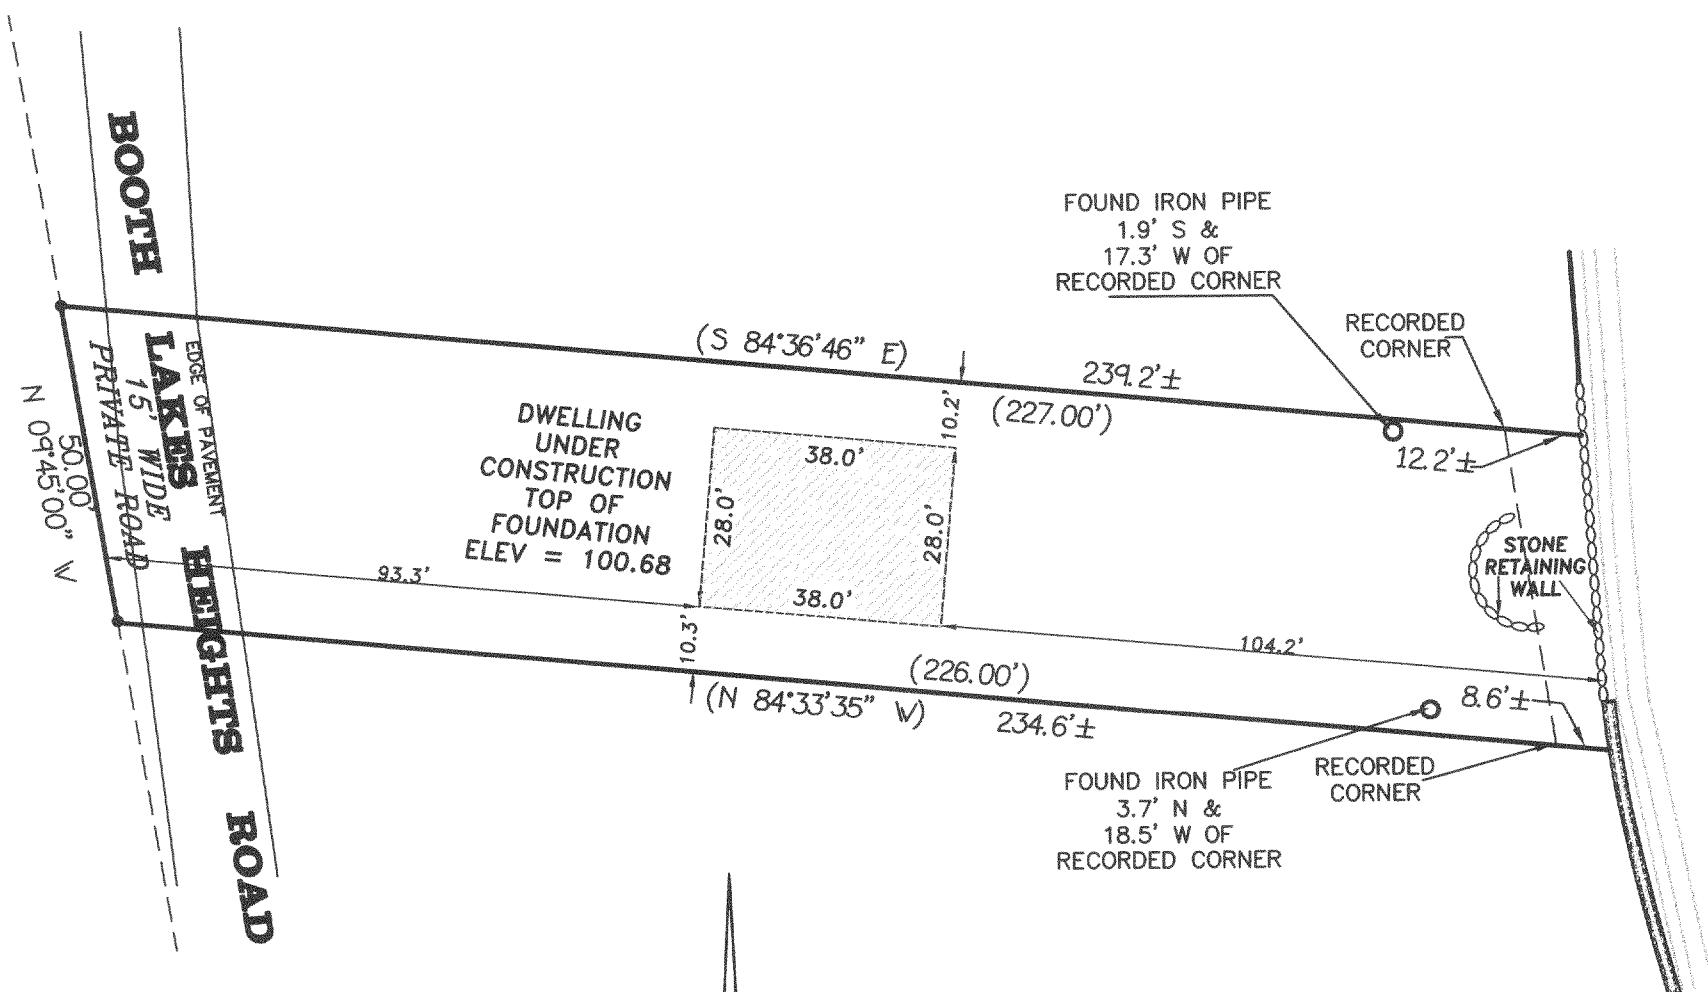 BOOTH LAKES HEIGHTS ROAD
15' WIDE
PRIVATE ROAD
EDGE OF PAVEMENT
50.00'
N 09°45'00" W
FOUND IRON PIPE
1.9' S &
17.3' W OF
RECORDED CORNER
RECORDED
CORNER
(S 84°36'46" E)
239.2'±
(227.00')
12.2'±
10.2'
DWELLING
UNDER
CONSTRUCTION
TOP OF
FOUNDATION
ELEV = 100.68
38.0'
28.0'
28.0'
38.0'
93.3'
10.3'
104.2'
STONE
RETAINING
WALL
(226.00')
(N 84°33'35" W)
234.6'±
8.6'±
FOUND IRON PIPE
3.7' N &
18.5' W OF
RECORDED CORNER
RECORDED
CORNER